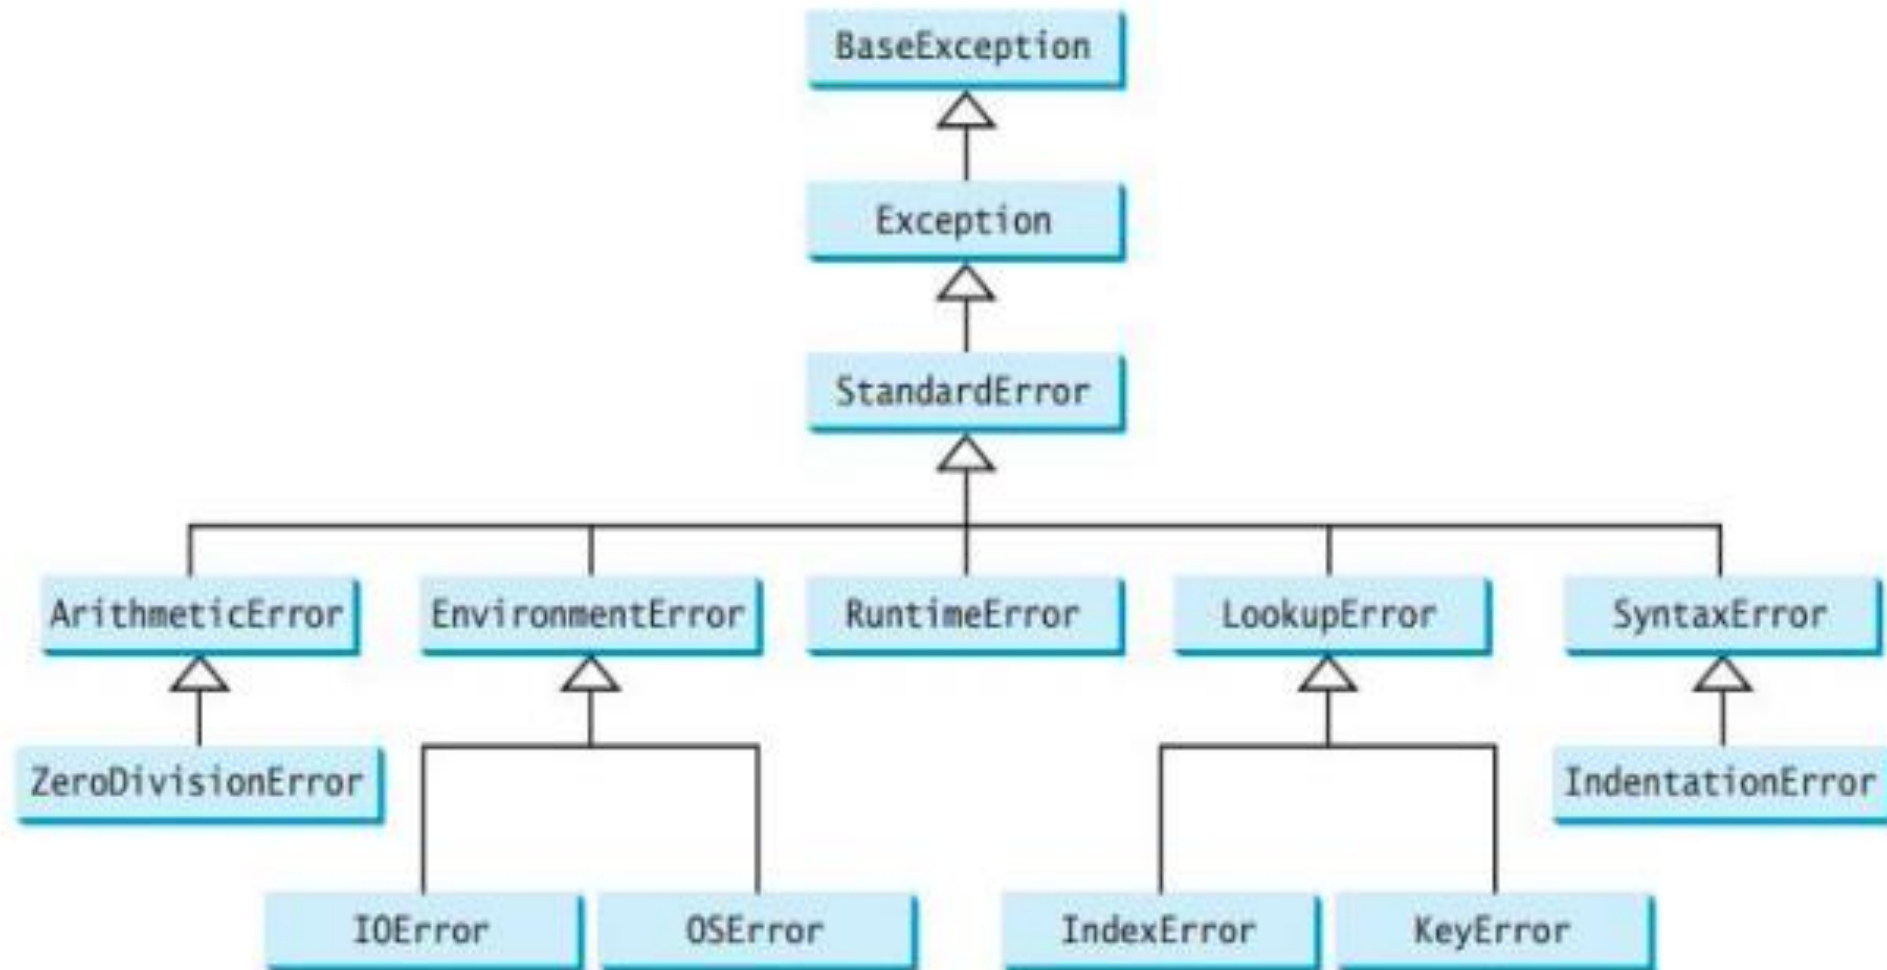 BaseException
Exception
StandardError
ArithmeticError
EnvironmentError
RuntimeError
LookupError
SyntaxError
ZeroDivisionError
IndentationError
IOError
OSError
IndexError
KeyError